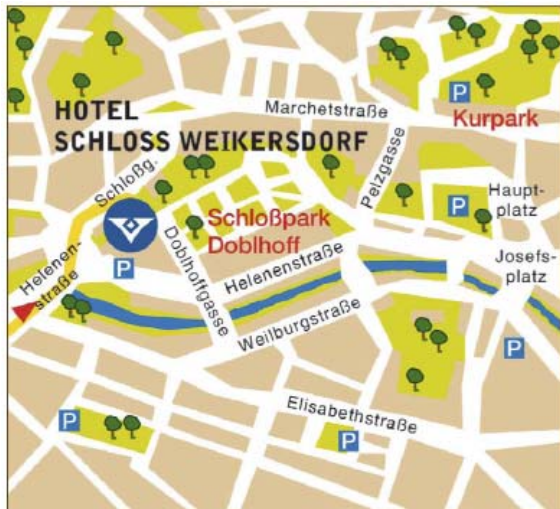 HOTEL
SCHLOSS WEIKERSDORF
Marchetstraße
P
Kurpark
Pelzgasse
Schloßg.
Haupt-
platz
P
Schloßpark
Doblhoff
Doblhoffgasse
Helenen-
straße
P
Helenenstraße
Josefs-
platz
Weilburgstraße
P
Elisabethstraße
P
P